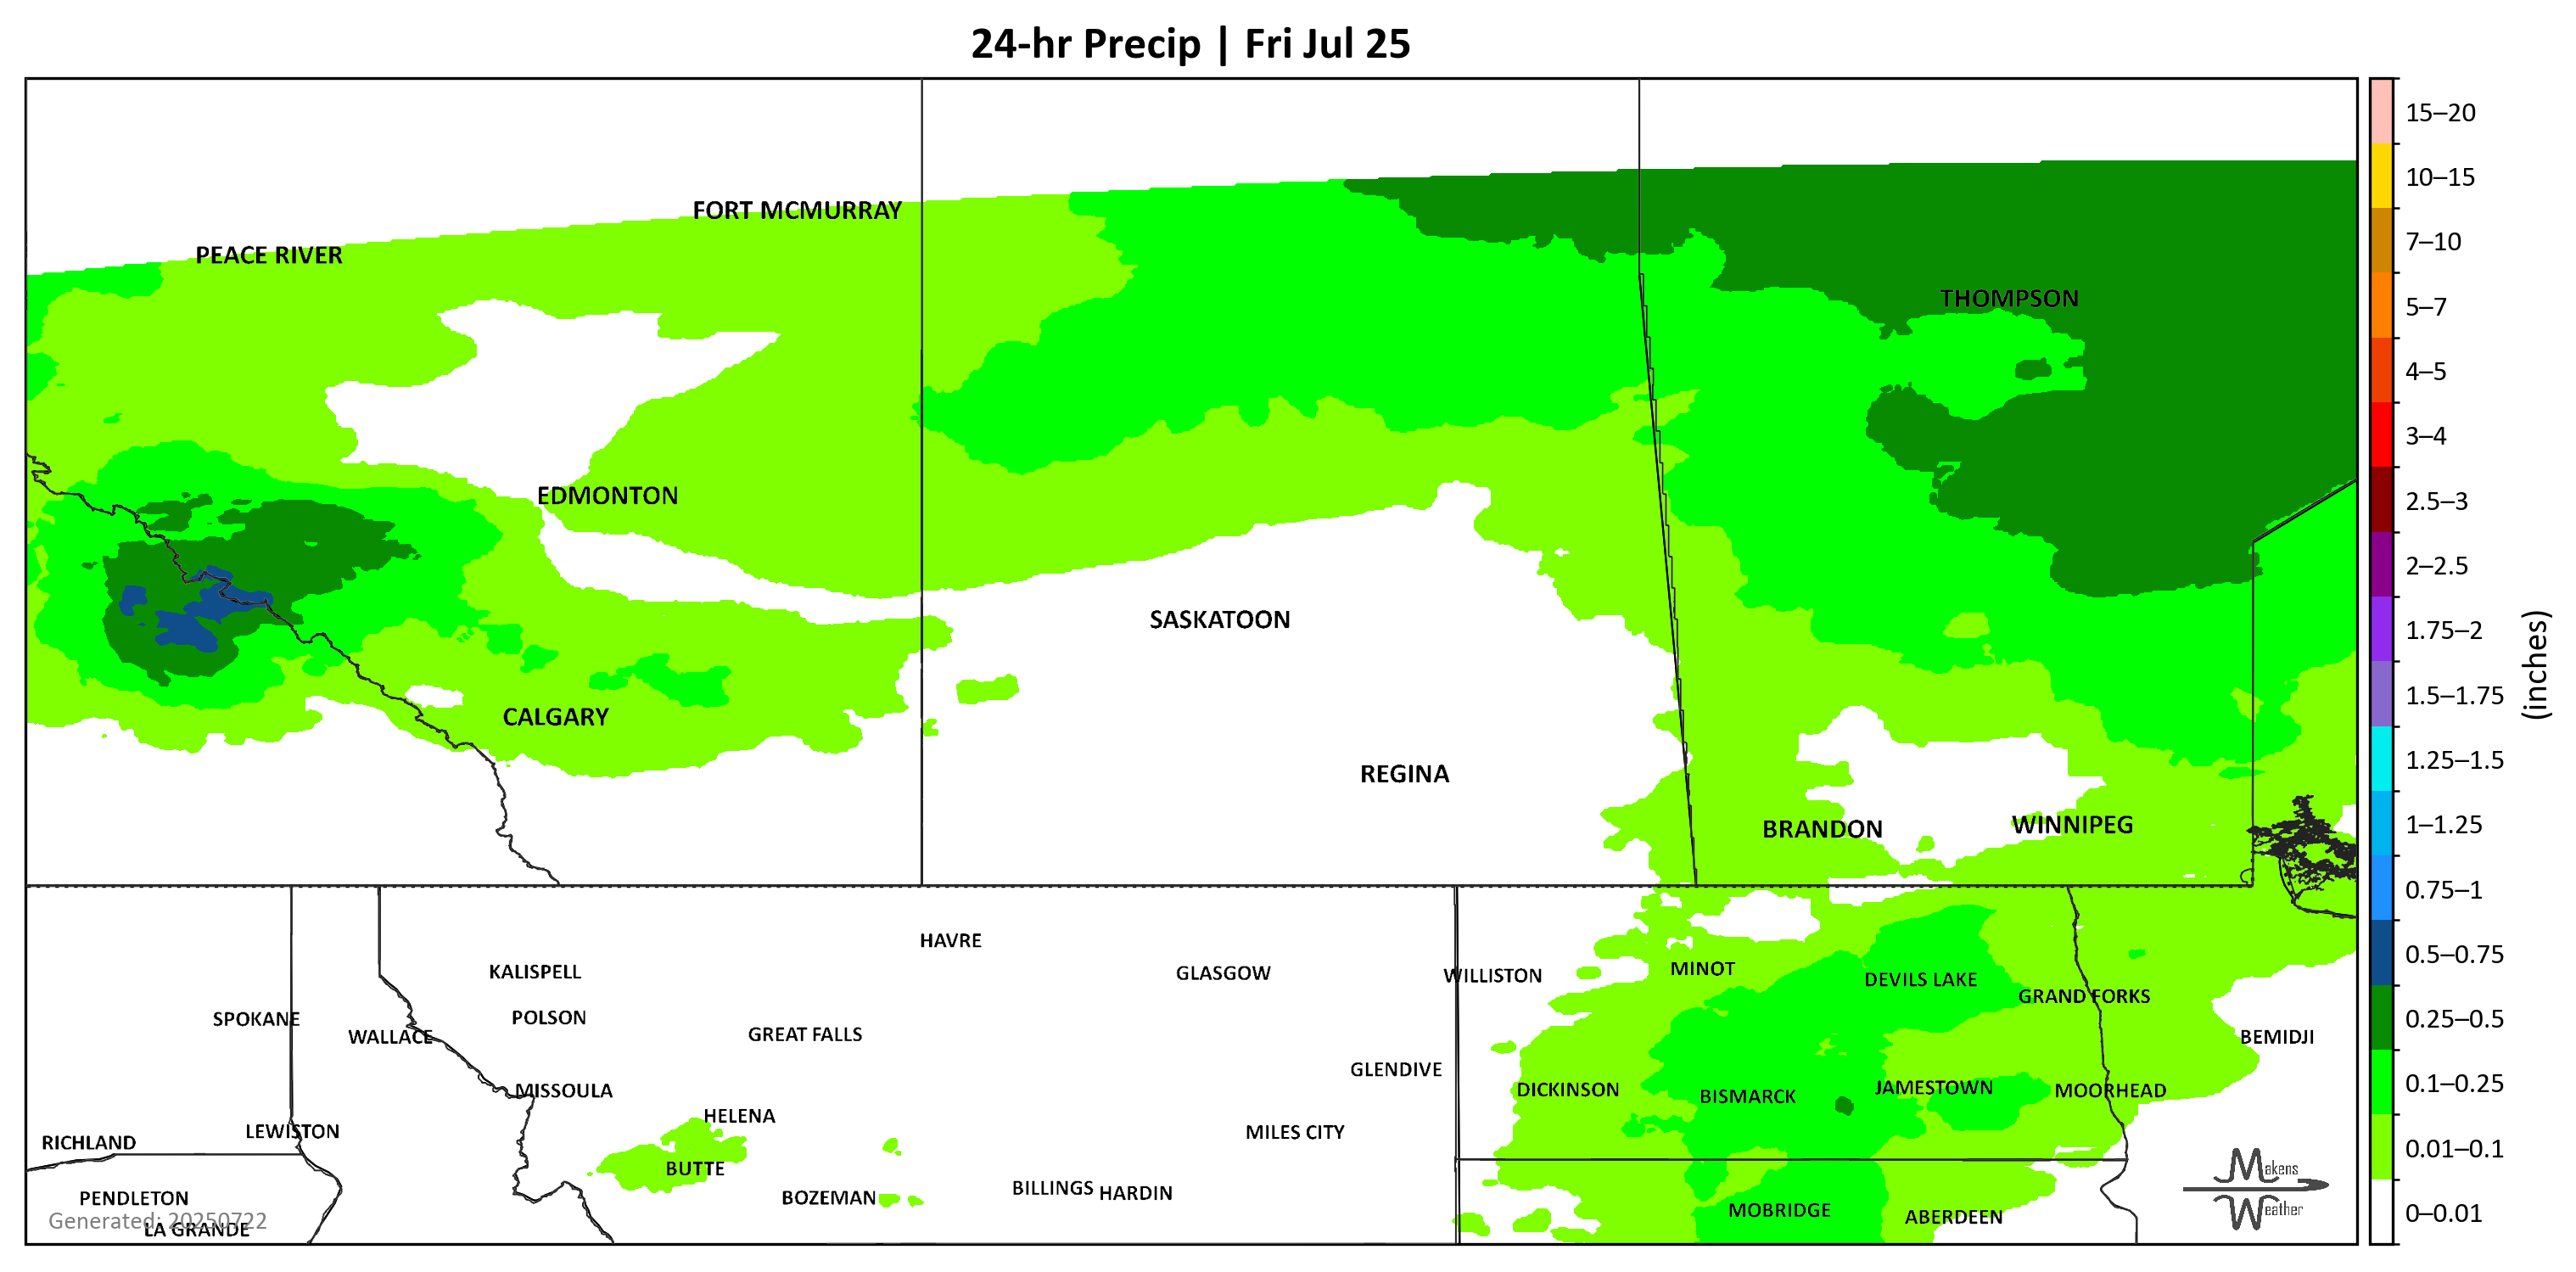 24-hr Precip | Fri Jul 25
15–20
10–15
7–10
5–7
4–5
3–4
2.5–3
2–2.5
1.75–2
1.5–1.75
1.25–1.5
1–1.25
0.75–1
0.5–0.75
0.25–0.5
0.1–0.25
0.01–0.1
0–0.01
(inches)
FORT MCMURRAY
PEACE RIVER
THOMPSON
EDMONTON
SASKATOON
CALGARY
REGINA
BRANDON
WINNIPEG
HAVRE
KALISPELL
GLASGOW
WILLISTON
MINOT
DEVILS LAKE
GRAND FORKS
SPOKANE
WALLACE
POLSON
GREAT FALLS
BEMIDJI
GLENDIVE
MISSOULA
DICKINSON
BISMARCK
JAMESTOWN
MOORHEAD
HELENA
RICHLAND
LEWISTON
MILES CITY
BUTTE
PENDLETON
BOZEMAN
BILLINGS
HARDIN
MOBRIDGE
ABERDEEN
Generated: 20250722
LA GRANDE
Makens
Weather